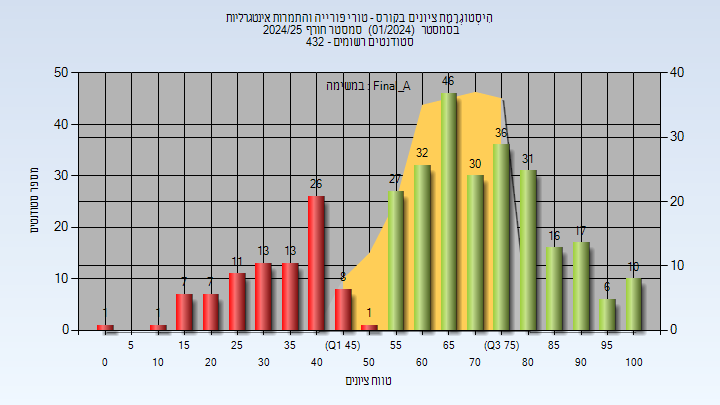 היסטוגרמת ציונים בקורס - טורי פורייה והתמרות אינטגרליות
בסמסטר (01/2024) סמסטר חורף 2024/25
סטודנטים רשומים - 432
במשימה : Final_A
50 40 30 20 10 0
מספר סטודנטים
40 30 20 10 0
1 1 7 7 11 13 13 26 8 1 27 32 46 30 36 31 16 17 6 10
5 15 25 35 (Q1 45) 55 65 (Q3 75) 85 95
0 10 20 30 40 50 60 70 80 90 100
טווח ציונים